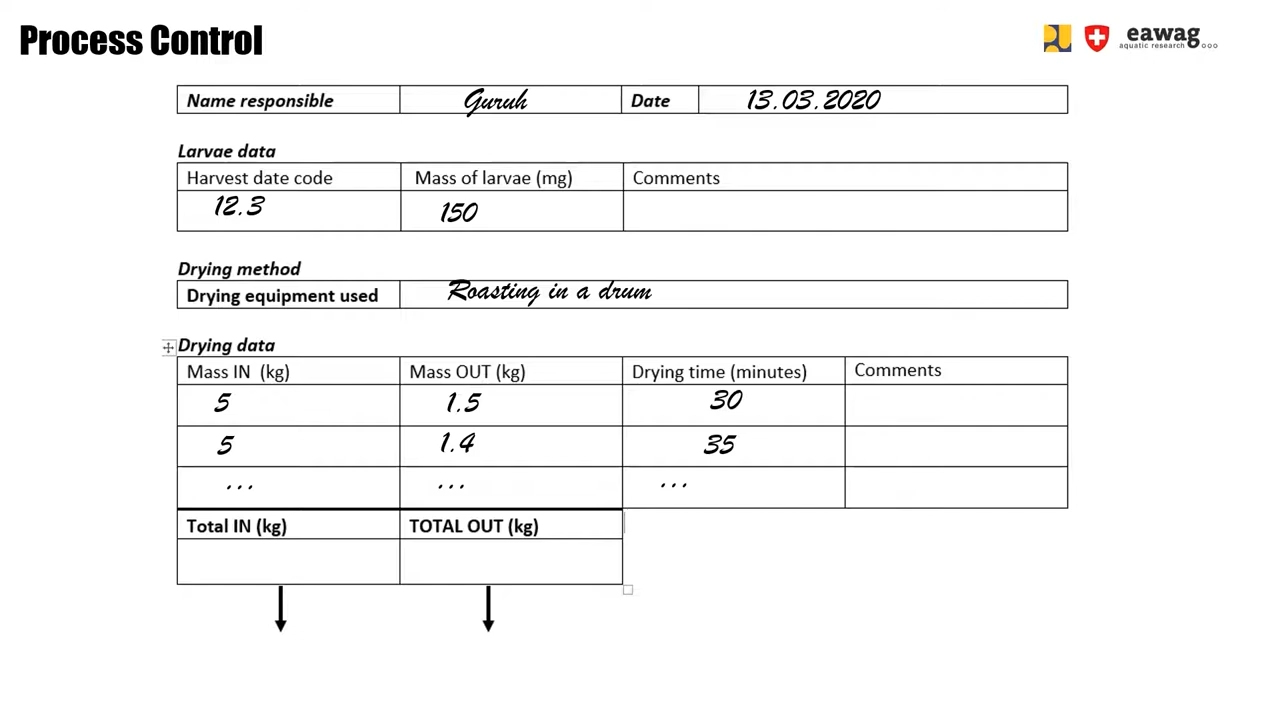 Process Control
eawag
aquatic research
Name responsible Guruh Date 13.03.2020
Larvae data
Harvest date code Mass of larvae (mg) Comments
12.3 150
Drying method
Drying equipment used Roasting in a drum
Drying data
Mass IN (kg) Mass OUT (kg) Drying time (minutes) Comments
5 1.5 30
5 1.4 35
... ... ...
Total IN (kg) TOTAL OUT (kg)